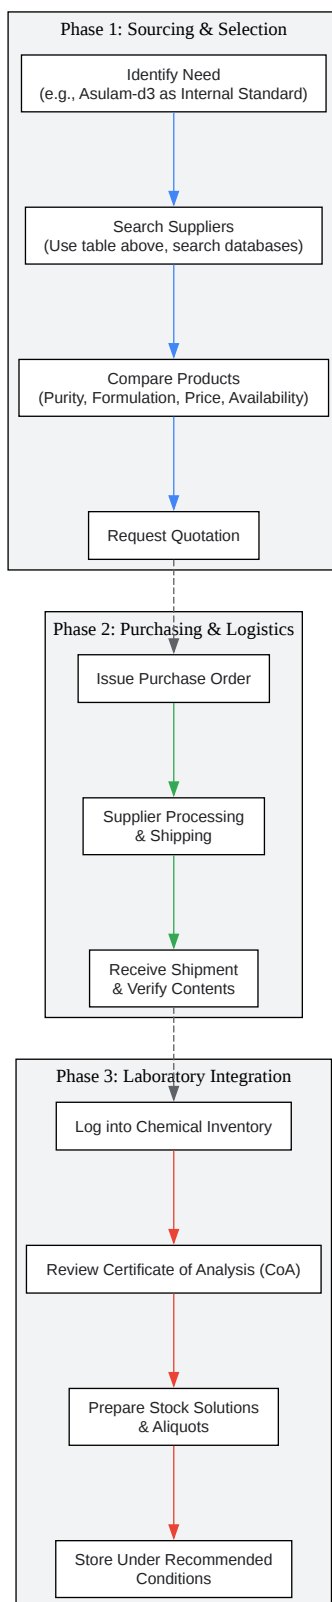 Phase 1: Sourcing & Selection
Identify Need
(e.g., Asulam-d3 as Internal Standard)
Search Suppliers
(Use table above, search databases)
Compare Products
(Purity, Formulation, Price, Availability)
Request Quotation
Phase 2: Purchasing & Logistics
Issue Purchase Order
Supplier Processing
& Shipping
Receive Shipment
& Verify Contents
Phase 3: Laboratory Integration
Log into Chemical Inventory
Review Certificate of Analysis (CoA)
Prepare Stock Solutions
& Aliquots
Store Under Recommended
Conditions